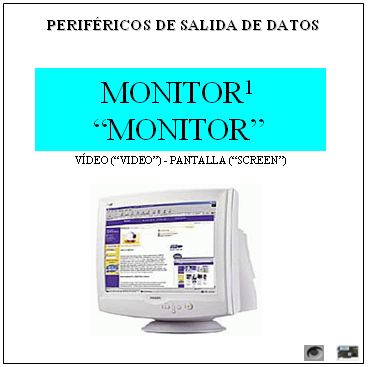 PERIFÉRICOS DE SALIDA DE DATOS
MONITOR¹
“MONITOR”
VÍDEO (“VIDEO”) - PANTALLA (“SCREEN”)